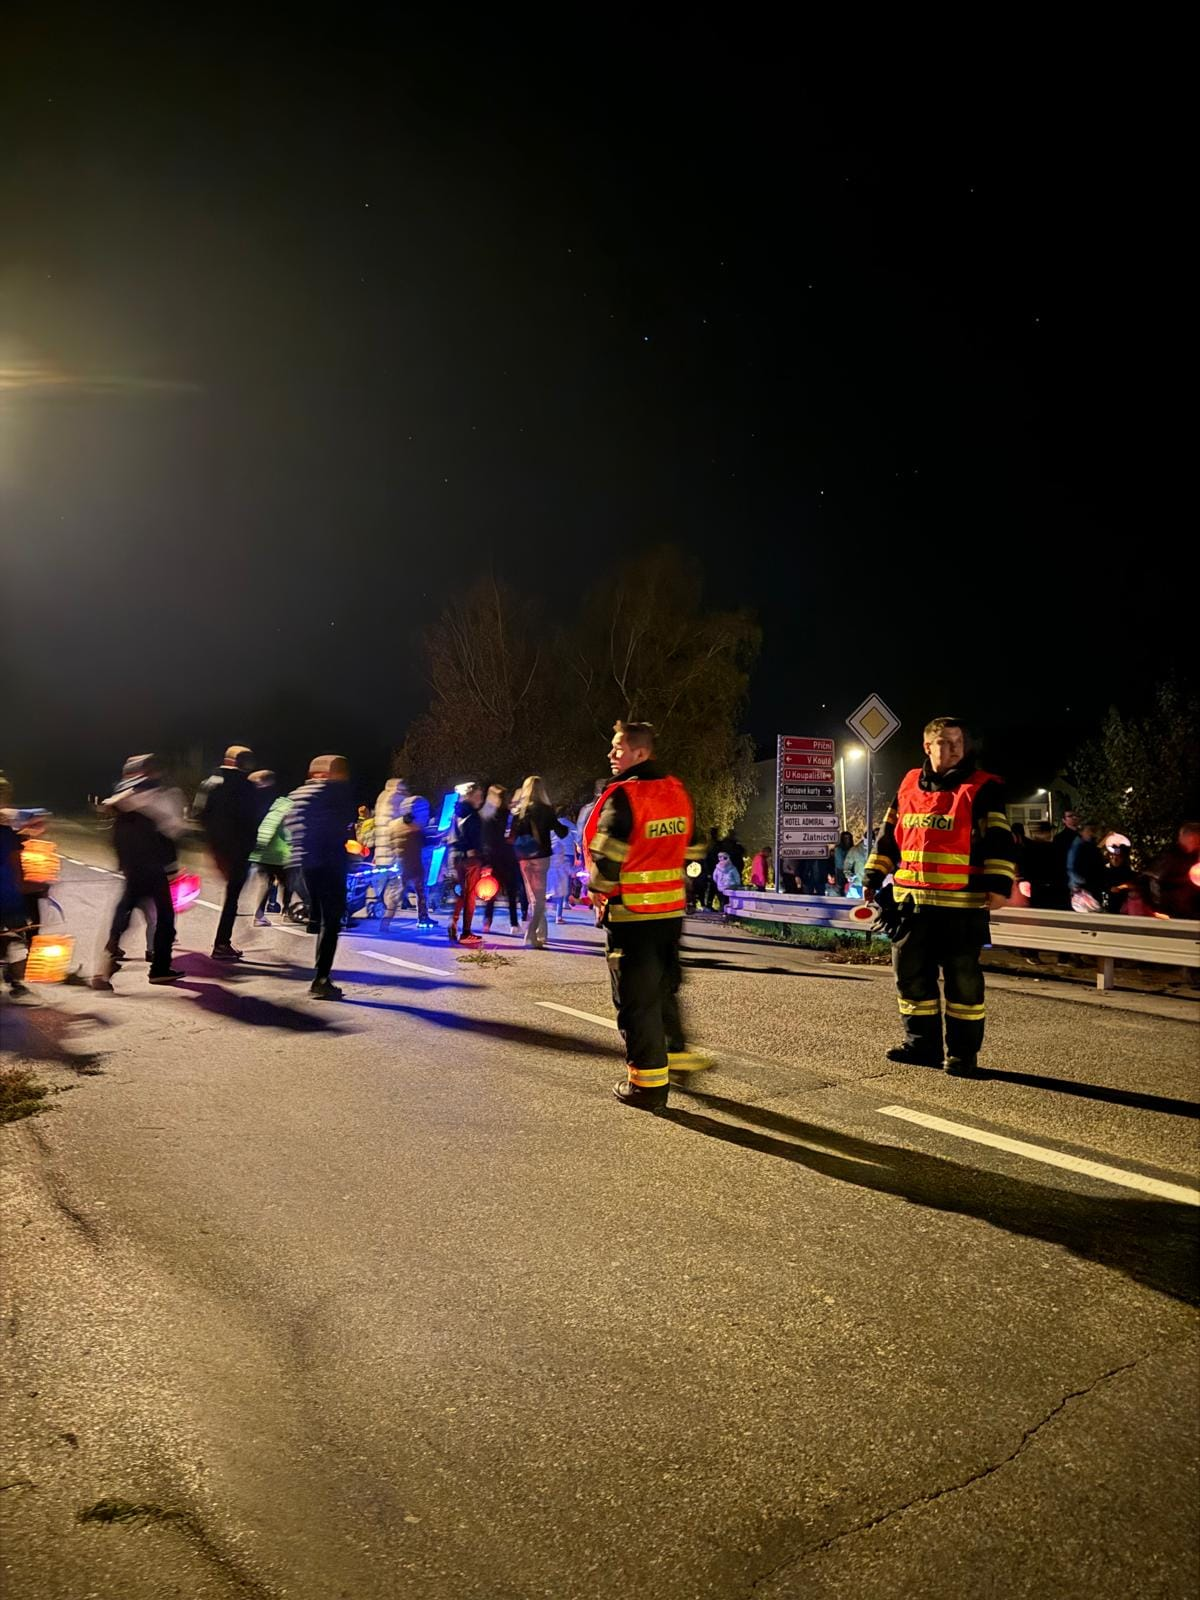 Příční
V Koutě
U Koupaliště
Tenisové kurty
Rybník
HOTEL ADMIRAL
Zlatnictví
HASIČ
HASIČI